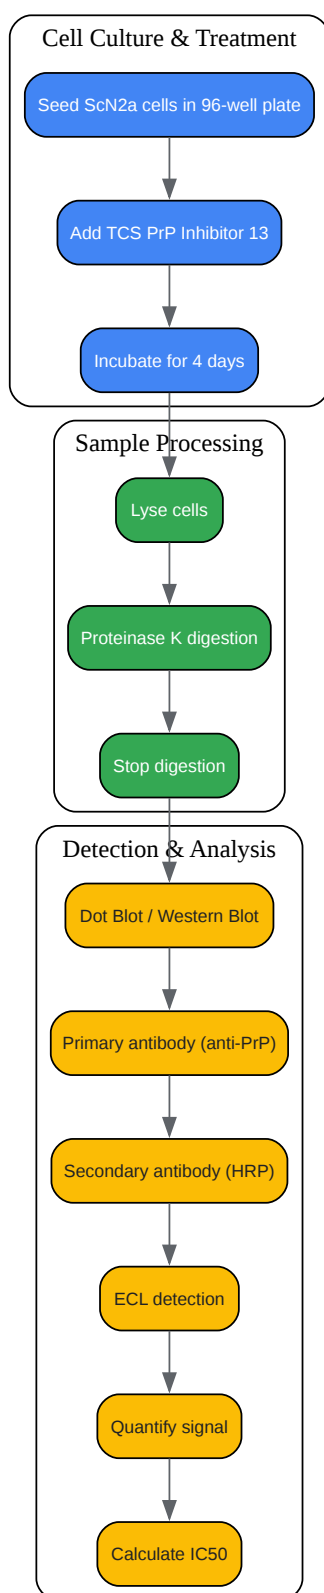 Cell Culture & Treatment
Seed ScN2a cells in 96-well plate
Add TCS PrP Inhibitor 13
Incubate for 4 days
Sample Processing
Lyse cells
Proteinase K digestion
Stop digestion
Detection & Analysis
Dot Blot / Western Blot
Primary antibody (anti-PrP)
Secondary antibody (HRP)
ECL detection
Quantify signal
Calculate IC50